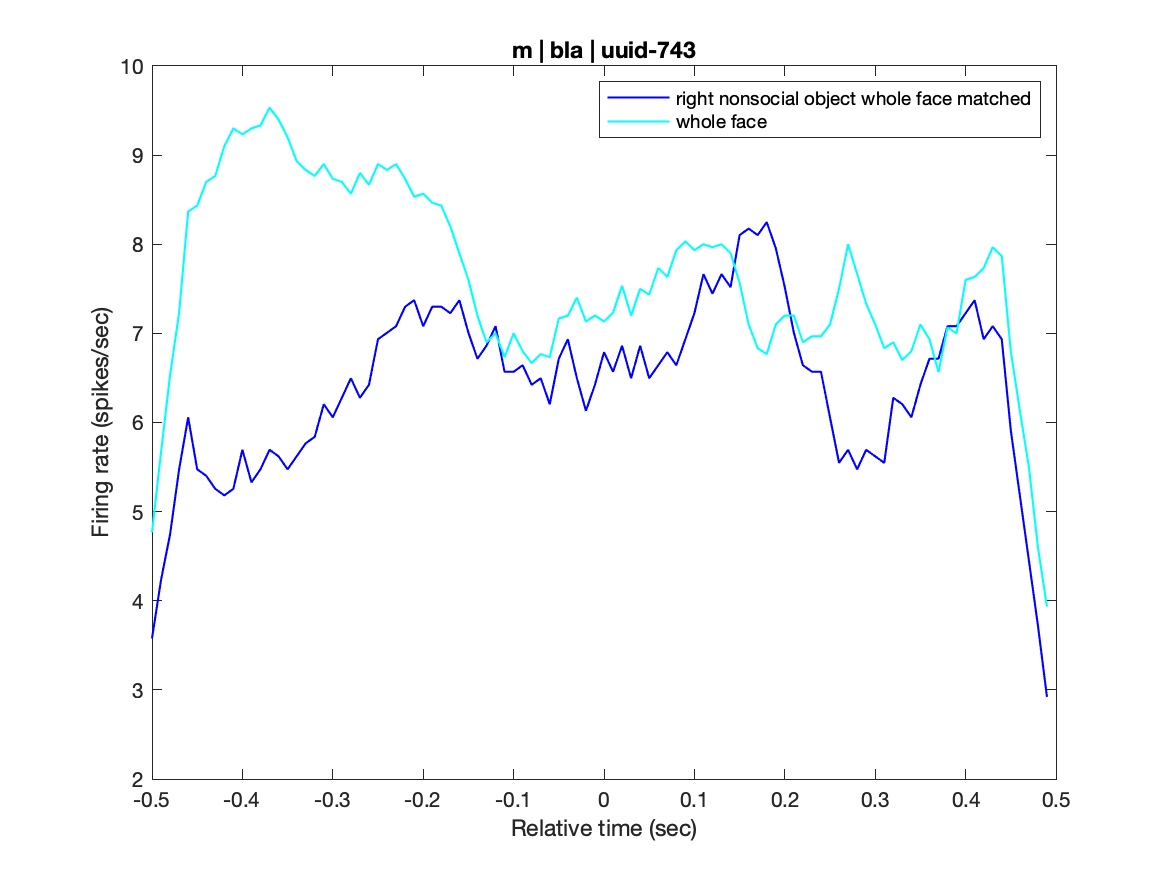 m | bla | uuid-743
10
right nonsocial object whole face matched
whole face
9
8
7
6
5
4
3
2
Firing rate (spikes/sec)
-0.5 -0.4 -0.3 -0.2 -0.1 0 0.1 0.2 0.3 0.4 0.5
Relative time (sec)